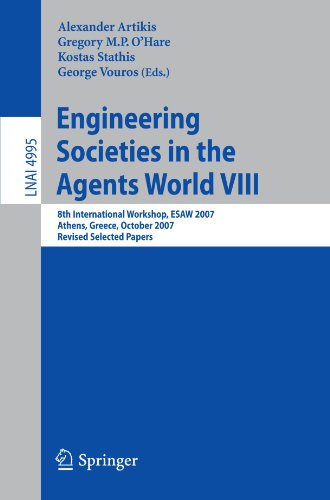 Alexander Artikis
Gregory M.P. O'Hare
Kostas Stathis
George Vouros (Eds.)
LNAI 4995
Engineering
Societies in the
Agents World VIII
8th International Workshop, ESAW 2007
Athens, Greece, October 2007
Revised Selected Papers
Springer